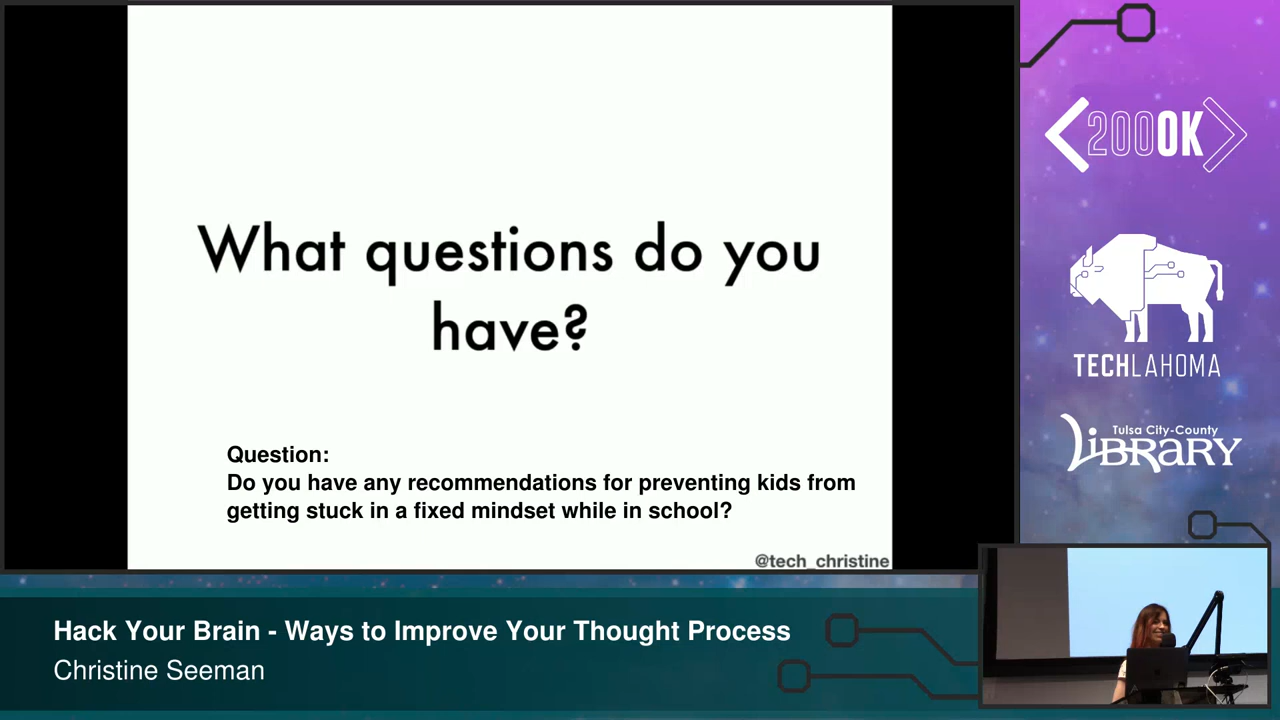 What questions do you
have?
Question:
Do you have any recommendations for preventing kids from
getting stuck in a fixed mindset while in school?
@tech_christine
<200OK>
TECHLAHOMA
Tulsa City-County
LiBRARY
Hack Your Brain - Ways to Improve Your Thought Process
Christine Seeman